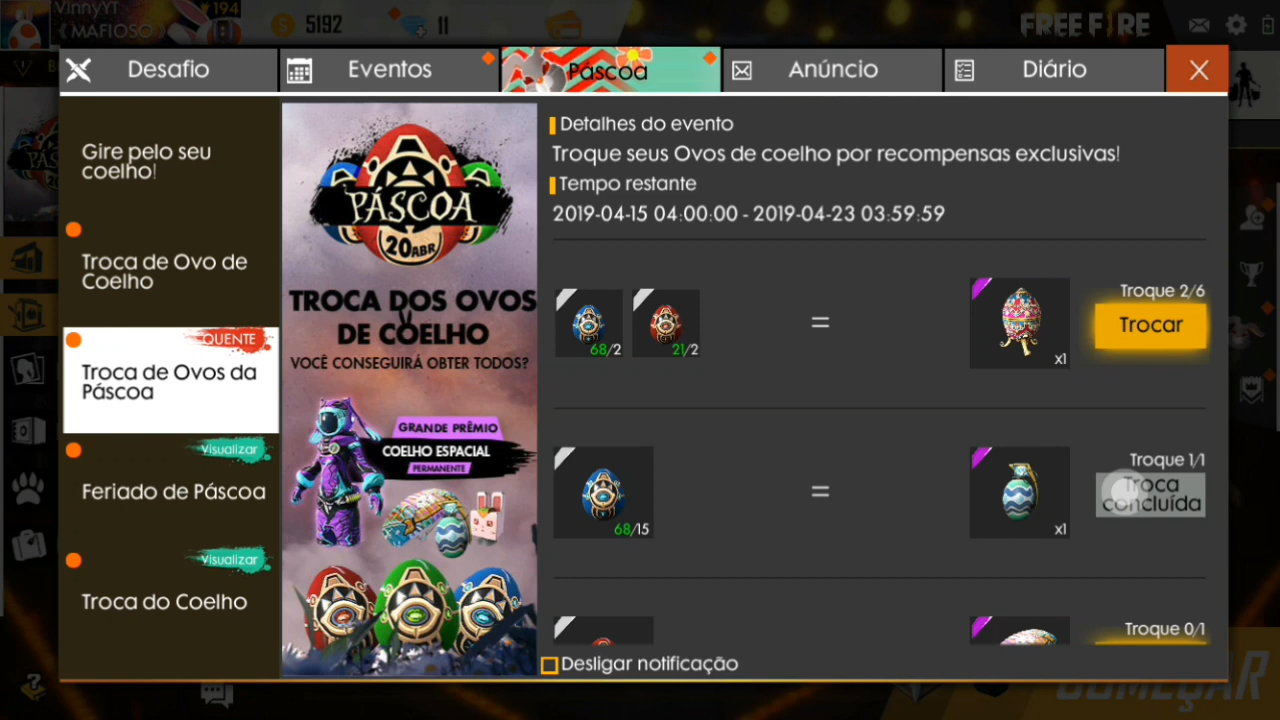 VinnyYT
《 MAFIOSO 》
194
5192
11
FREE FIRE
Desafio
Eventos
Páscoa
Anúncio
Diário
Gire pelo seu
coelho!
Troca de Ovo de
Coelho
QUENTE
Troca de Ovos da
Páscoa
Visualizar
Feriado de Páscoa
Visualizar
Troca do Coelho
PÁSCOA
20ABR
TROCA DOS OVOS
DE COELHO
VOCÊ CONSEGUIRÁ OBTER TODOS?
GRANDE PRÊMIO
COELHO ESPACIAL
PERMANENTE
Detalhes do evento
Troque seus Ovos de coelho por recompensas exclusivas!
Tempo restante
2019-04-15 04:00:00 - 2019-04-23 03:59:59
68/2
21/2
=
x1
Troque 2/6
Trocar
68/15
=
x1
Troque 1/1
Troca
concluída
Troque 0/1
Desligar notificação
COMEÇAR